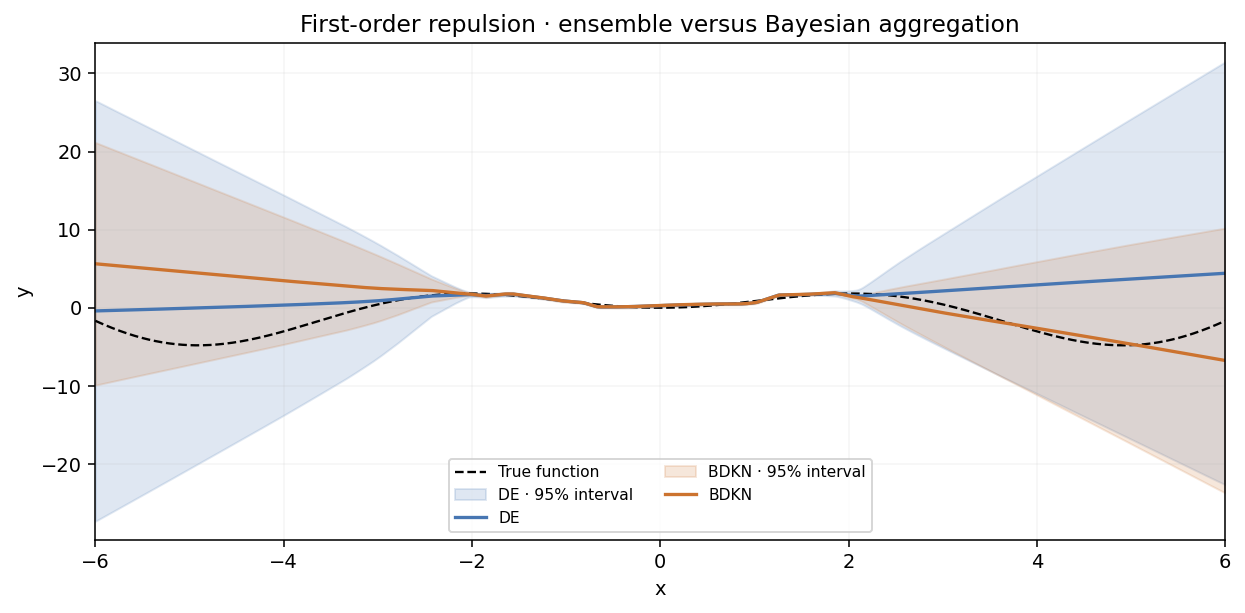 First-order repulsion · ensemble versus Bayesian aggregation
30
20
10
0
−10
−20
y
−6
−4
−2
0
2
4
6
x
True function
DE · 95% interval
DE
BDKN · 95% interval
BDKN